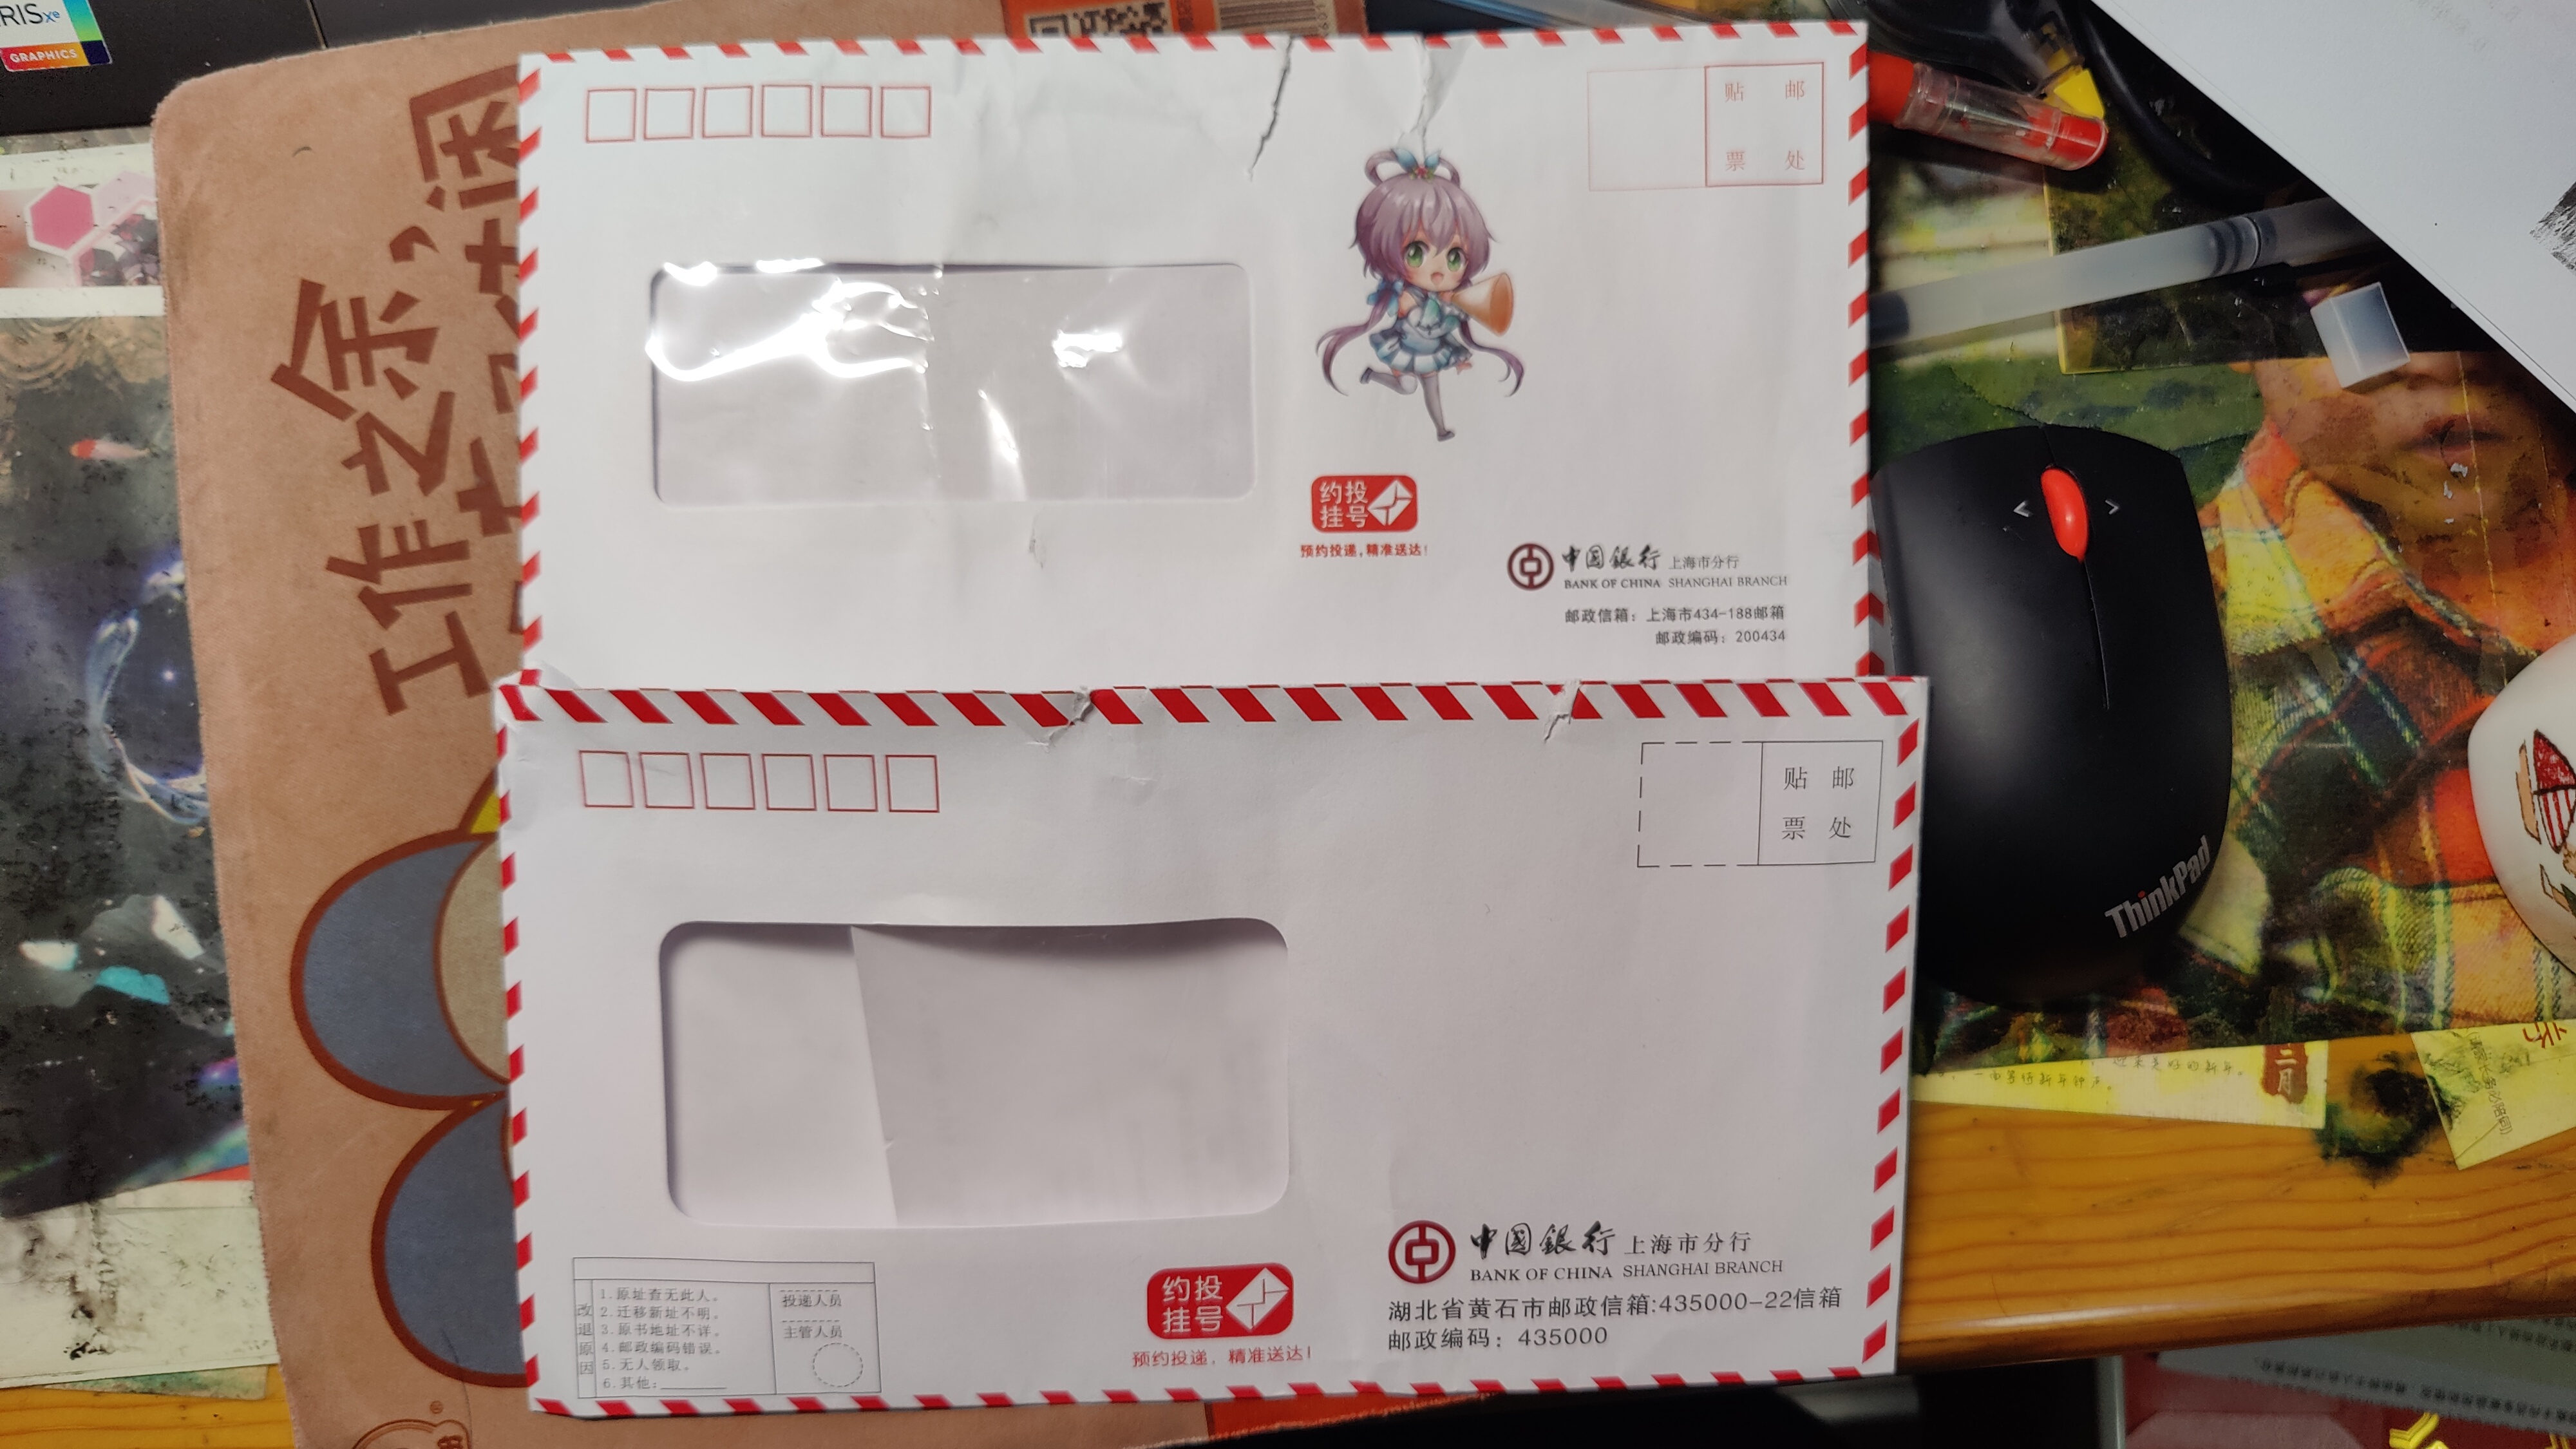 RIS Xe
GRAPHICS
工作之余,
贴 邮
票 处
约投
挂号
预约投递,精准送达!
中国銀行 上海市分行
BANK OF CHINA SHANGHAI BRANCH
邮政信箱：上海市434-188邮箱
邮政编码：200434
贴 邮
票 处
改退原因
1.原址查无此人。
2.迁移新址不明。
3.原书地址不详。
4.邮政编码错误。
5.无人领取。
6.其他:
投递人员
主管人员
约投
挂号
预约投递，精准送达!
中国銀行 上海市分行
BANK OF CHINA SHANGHAI BRANCH
湖北省黄石市邮政信箱:435000-22信箱
邮政编码：435000
ThinkPad
二月